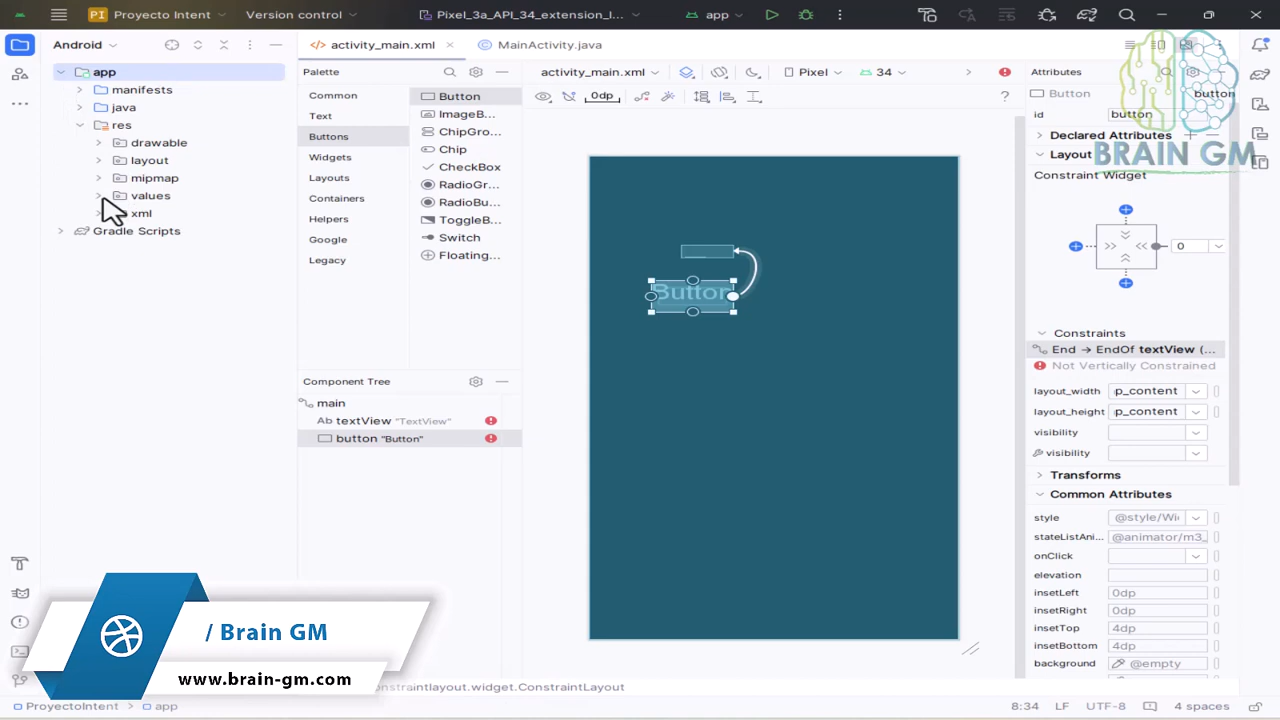 PI Proyecto Intent
Version control
Pixel_3a_API_34_extension_l...
app
Android
activity_main.xml
MainActivity.java
app
manifests
java
res
drawable
layout
mipmap
values
xml
Gradle Scripts
Palette
Common
Text
Buttons
Widgets
Layouts
Containers
Helpers
Google
Legacy
Button
ImageB...
ChipGro...
Chip
CheckBox
RadioGr...
RadioBu...
ToggleB...
Switch
Floating...
Component Tree
main
Ab textView "TextView"
button "Button"
activity_main.xml
Pixel
34
0dp
?
Button
Attributes
Button
button
id
button
Declared Attributes
Layout
BRAIN GM
Constraint Widget
0
Constraints
End → EndOf textView (...
Not Vertically Constrained
layout_width
p_content
layout_height
p_content
visibility
visibility
Transforms
Common Attributes
style
@style/Wi
stateListAni...
@animator/m3_
onClick
elevation
insetLeft
0dp
insetRight
0dp
insetTop
4dp
insetBottom
4dp
background
@empty
/ Brain GM
www.brain-gm.com
constraintlayout.widget.ConstraintLayout
ProyectoIntent > app
8:34
LF
UTF-8
4 spaces